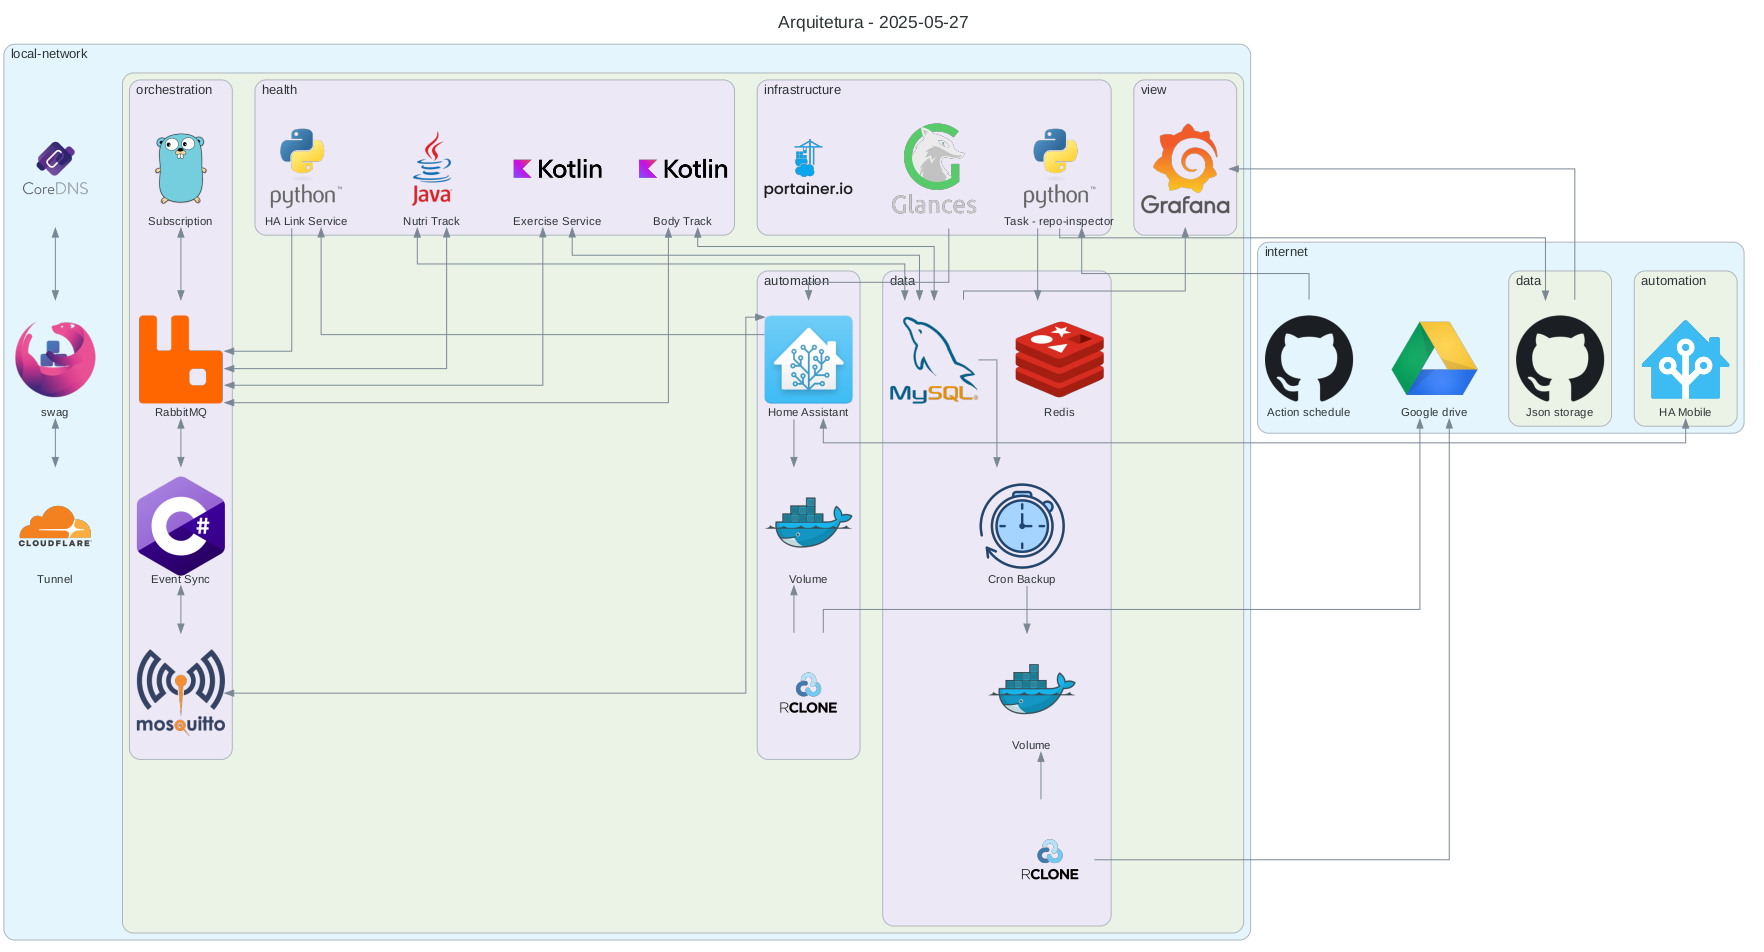 Arquitetura - 2025-05-27
local-network
orchestration
health
infrastructure
view
CoreDNS
python™
Java
Kotlin
Kotlin
portainer.io
Glances
python™
Grafana
Subscription
HA Link Service
Nutri Track
Exercise Service
Body Track
Task - repo-inspector
internet
automation
data
data
automation
MySQL
swag
RabbitMQ
Home Assistant
Redis
Action schedule
Google drive
Json storage
HA Mobile
C#
CLOUDFLARE
Tunnel
Event Sync
Volume
Cron Backup
mosquitto
RCLONE
Volume
RCLONE